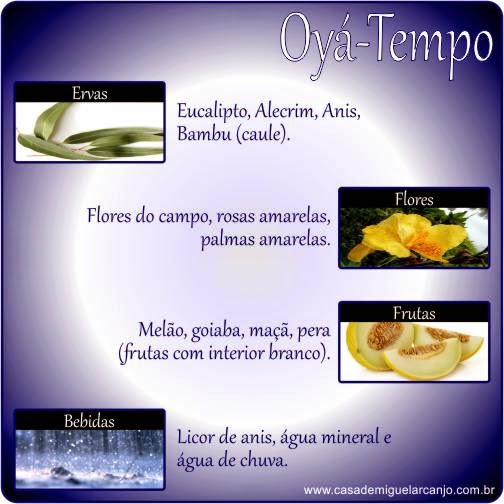 Oyá-Tempo
Ervas
Eucalipto, Alecrim, Anis,
Bambu (caule).
Flores
Flores do campo, rosas amarelas,
palmas amarelas.
Frutas
Melão, goiaba, maçã, pera
(frutas com interior branco).
Bebidas
Licor de anis, água mineral e
água de chuva.
www.casademiguelarcanjo.com.br